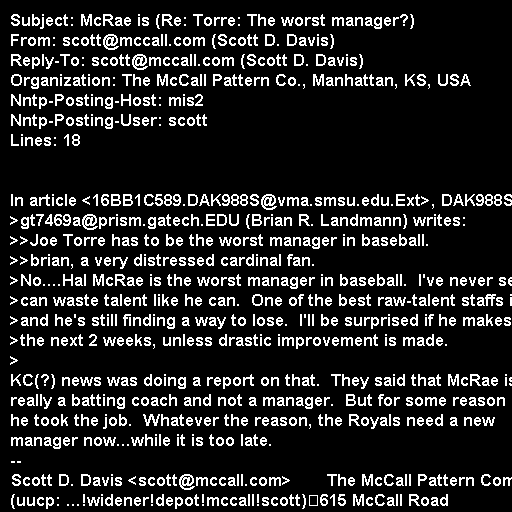 Subject: McRae is (Re: Torre: The worst manager?)
From: scott@mccall.com (Scott D. Davis)
Reply-To: scott@mccall.com (Scott D. Davis)
Organization: The McCall Pattern Co., Manhattan, KS, USA
Nntp-Posting-Host: mis2
Nntp-Posting-User: scott
Lines: 18
In article <16BB1C589.DAK988S@vma.smsu.edu.Ext>, DAK988S
>gt7469a@prism.gatech.EDU (Brian R. Landmann) writes:
>>Joe Torre has to be the worst manager in baseball.
>>brian, a very distressed cardinal fan.
>No....Hal McRae is the worst manager in baseball.  I've never se
>can waste talent like he can.  One of the best raw-talent staffs i
>and he's still finding a way to lose.  I'll be surprised if he makes
>the next 2 weeks, unless drastic improvement is made.
>
KC(?) news was doing a report on that.  They said that McRae is
really a batting coach and not a manager.  But for some reason
he took the job.  Whatever the reason, the Royals need a new
manager now...while it is too late.
--
Scott D. Davis <scott@mccall.com>        The McCall Pattern Com
(uucp: ...!widener!depot!mccall!scott)▯615 McCall Road